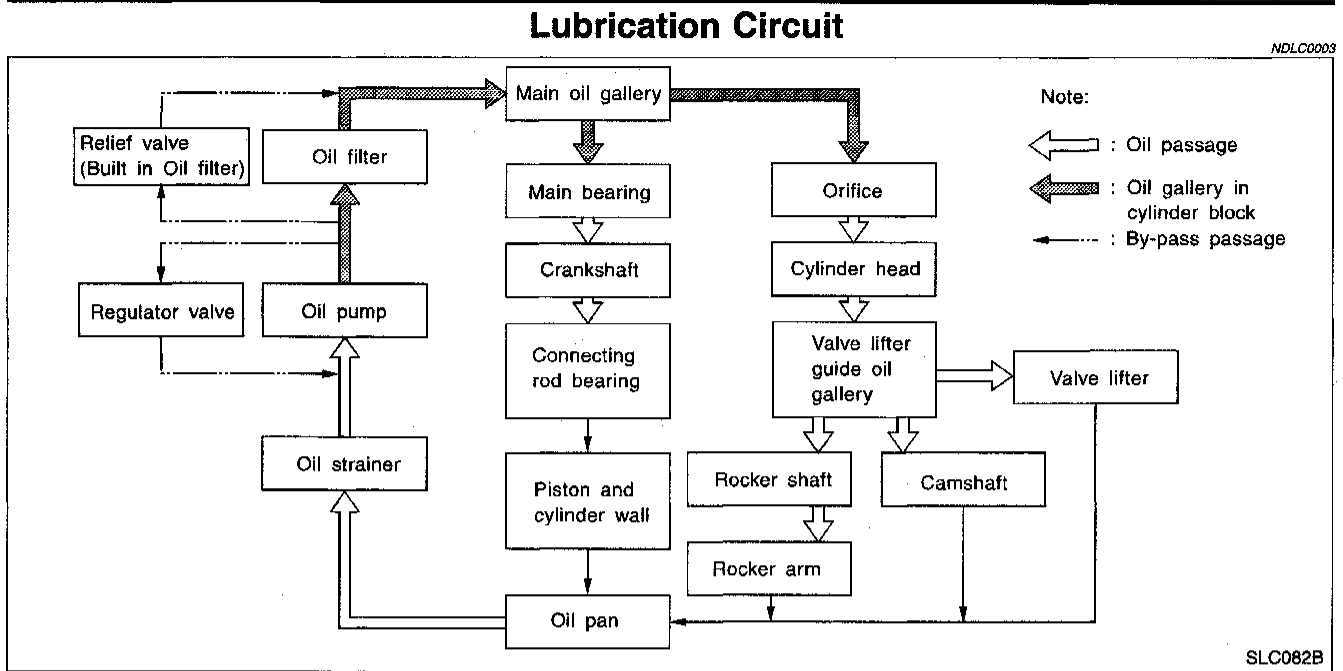 Lubrication Circuit
NDLC0003
Main oil gallery
Note:
Relief valve
(Built in Oil filter)
Oil filter
: Oil passage
Main bearing
Orifice
: Oil gallery in
cylinder block
: By-pass passage
Crankshaft
Cylinder head
Regulator valve
Oil pump
Connecting
rod bearing
Valve lifter
guide oil
gallery
Valve lifter
Oil strainer
Piston and
cylinder wall
Rocker shaft
Camshaft
Rocker arm
Oil pan
SLC082B